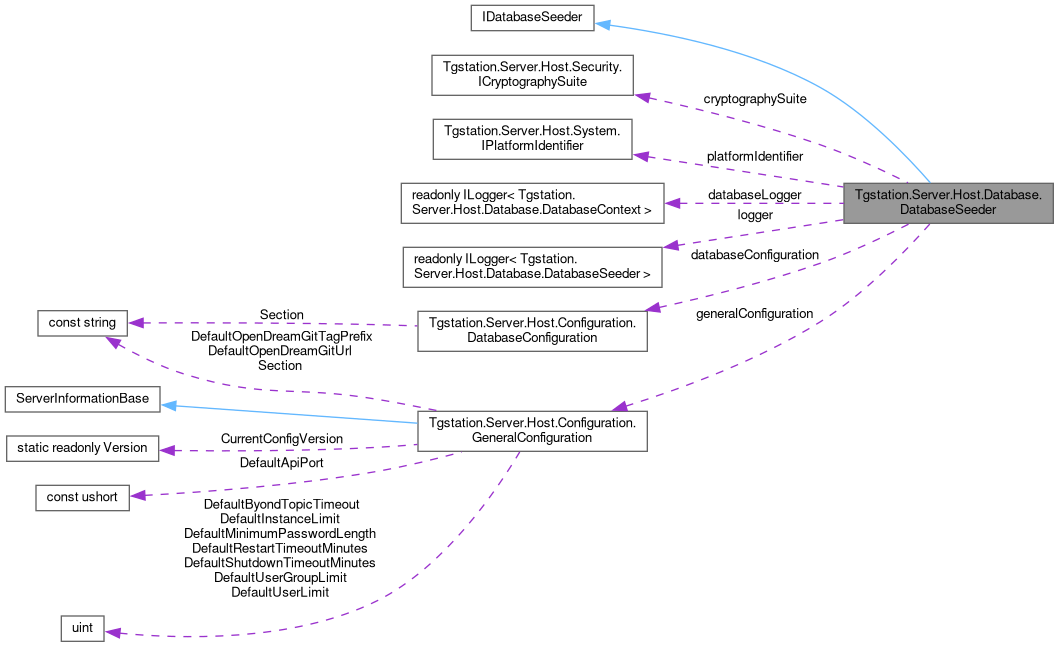 IDatabaseSeeder
Tgstation.Server.Host.Security.
ICryptographySuite
cryptographySuite
Tgstation.Server.Host.System.
IPlatformIdentifier
platformIdentifier
readonly ILogger< Tgstation.
Server.Host.Database.DatabaseContext >
databaseLogger
Tgstation.Server.Host.Database.
DatabaseSeeder
logger
readonly ILogger< Tgstation.
Server.Host.Database.DatabaseSeeder >
databaseConfiguration
const string
Section
Tgstation.Server.Host.Configuration.
DatabaseConfiguration
generalConfiguration
DefaultOpenDreamGitTagPrefix
DefaultOpenDreamGitUrl
Section
ServerInformationBase
Tgstation.Server.Host.Configuration.
GeneralConfiguration
static readonly Version
CurrentConfigVersion
DefaultApiPort
const ushort
DefaultByondTopicTimeout
DefaultInstanceLimit
DefaultMinimumPasswordLength
DefaultRestartTimeoutMinutes
DefaultShutdownTimeoutMinutes
DefaultUserGroupLimit
DefaultUserLimit
uint